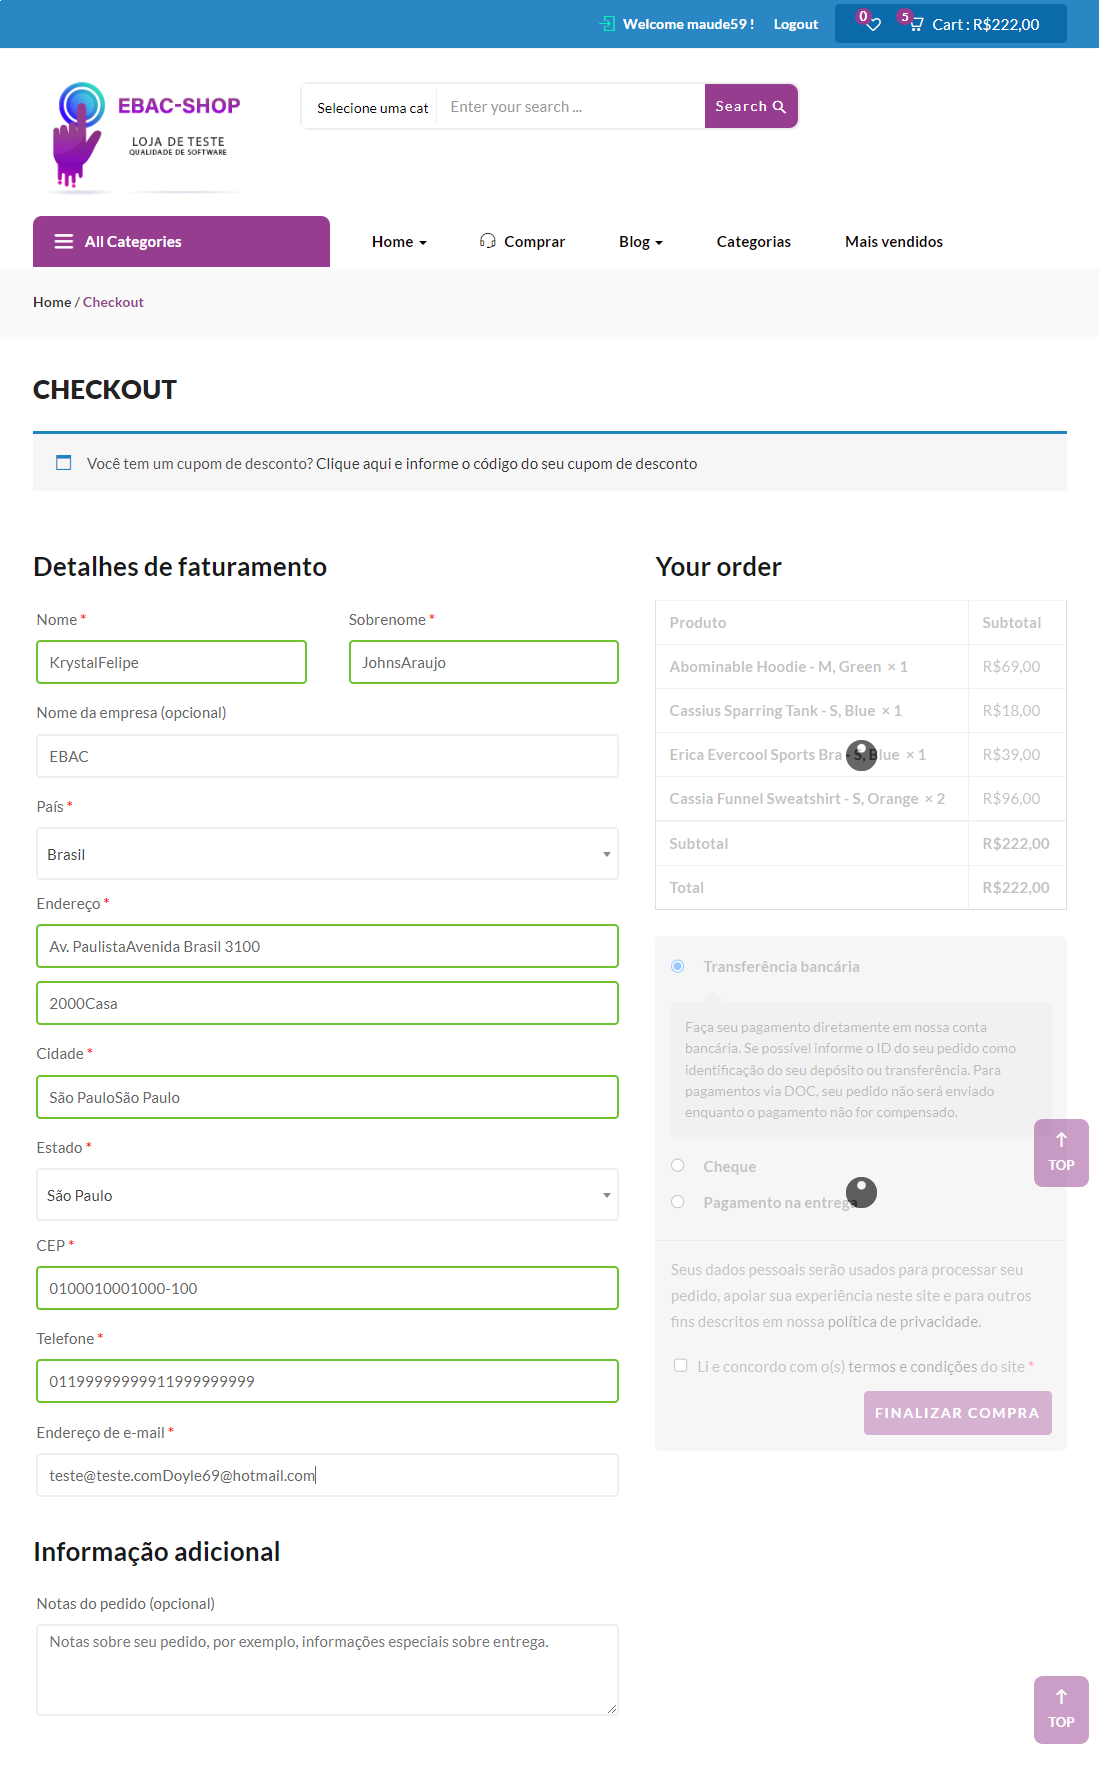 Welcome maude59 !
Logout
0
5
Cart : R$222,00
EBAC-SHOP
LOJA DE TESTE
QUALIDADE DE SOFTWARE
Selecione uma cat
Enter your search ...
Search
All Categories
Home
Comprar
Blog
Categorias
Mais vendidos
Home / Checkout
CHECKOUT
Você tem um cupom de desconto? Clique aqui e informe o código do seu cupom de desconto
Detalhes de faturamento
Nome *
Sobrenome *
KrystalFelipe
JohnsAraujo
Nome da empresa (opcional)
EBAC
País *
Brasil
Endereço *
Av. PaulistaAvenida Brasil 3100
2000Casa
Cidade *
São PauloSão Paulo
Estado *
São Paulo
CEP *
0100010001000-100
Telefone *
01199999999911999999999
Endereço de e-mail *
teste@teste.comDoyle69@hotmail.com
Informação adicional
Notas do pedido (opcional)
Notas sobre seu pedido, por exemplo, informações especiais sobre entrega.
Your order
Produto Subtotal
Abominable Hoodie - M, Green × 1 R$69,00
Cassius Sparring Tank - S, Blue × 1 R$18,00
Erica Evercool Sports Bra - S, Blue × 1 R$39,00
Cassia Funnel Sweatshirt - S, Orange × 2 R$96,00
Subtotal R$222,00
Total R$222,00
Transferência bancária
Faça seu pagamento diretamente em nossa conta
bancária. Se possível informe o ID do seu pedido como
identificação do seu depósito ou transferência. Para
pagamentos via DOC, seu pedido não será enviado
enquanto o pagamento não for compensado.
Cheque
Pagamento na entrega
Seus dados pessoais serão usados para processar seu
pedido, apoiar sua experiência neste site e para outros
fins descritos em nossa política de privacidade.
Li e concordo com o(s) termos e condições do site *
FINALIZAR COMPRA
TOP
TOP